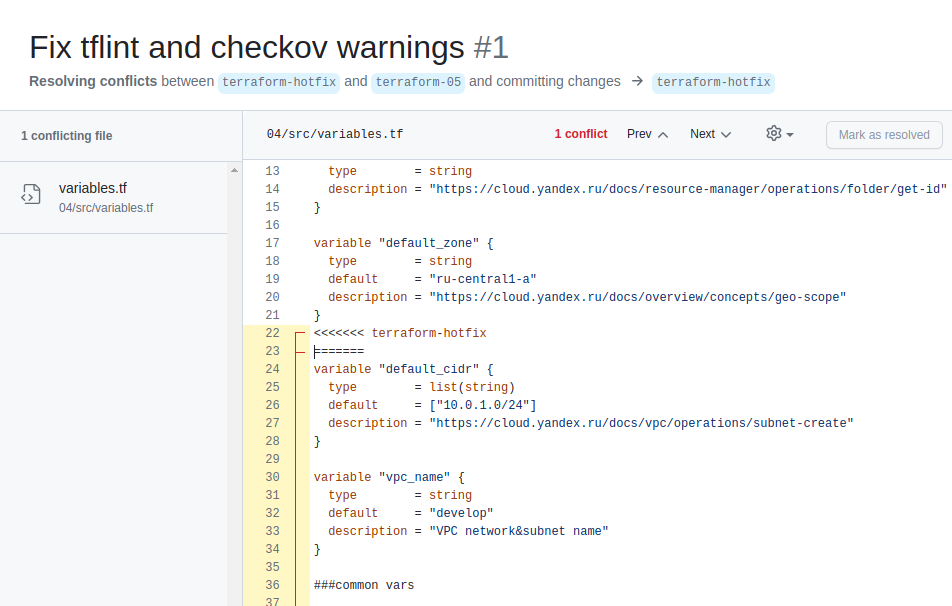 Fix tflint and checkov warnings #1
Resolving conflicts between terraform-hotfix and terraform-05 and committing changes → terraform-hotfix
1 conflicting file
04/src/variables.tf
1 conflict
Prev
Next
Mark as resolved
variables.tf
04/src/variables.tf
13 type = string
14 description = "https://cloud.yandex.ru/docs/resource-manager/operations/folder/get-id"
15 }
16
17 variable "default_zone" {
18 type = string
19 default = "ru-central1-a"
20 description = "https://cloud.yandex.ru/docs/overview/concepts/geo-scope"
21 }
22 <<<<<<< terraform-hotfix
23 =======
24 variable "default_cidr" {
25 type = list(string)
26 default = ["10.0.1.0/24"]
27 description = "https://cloud.yandex.ru/docs/vpc/operations/subnet-create"
28 }
29
30 variable "vpc_name" {
31 type = string
32 default = "develop"
33 description = "VPC network&subnet name"
34 }
35
36 ###common vars
37